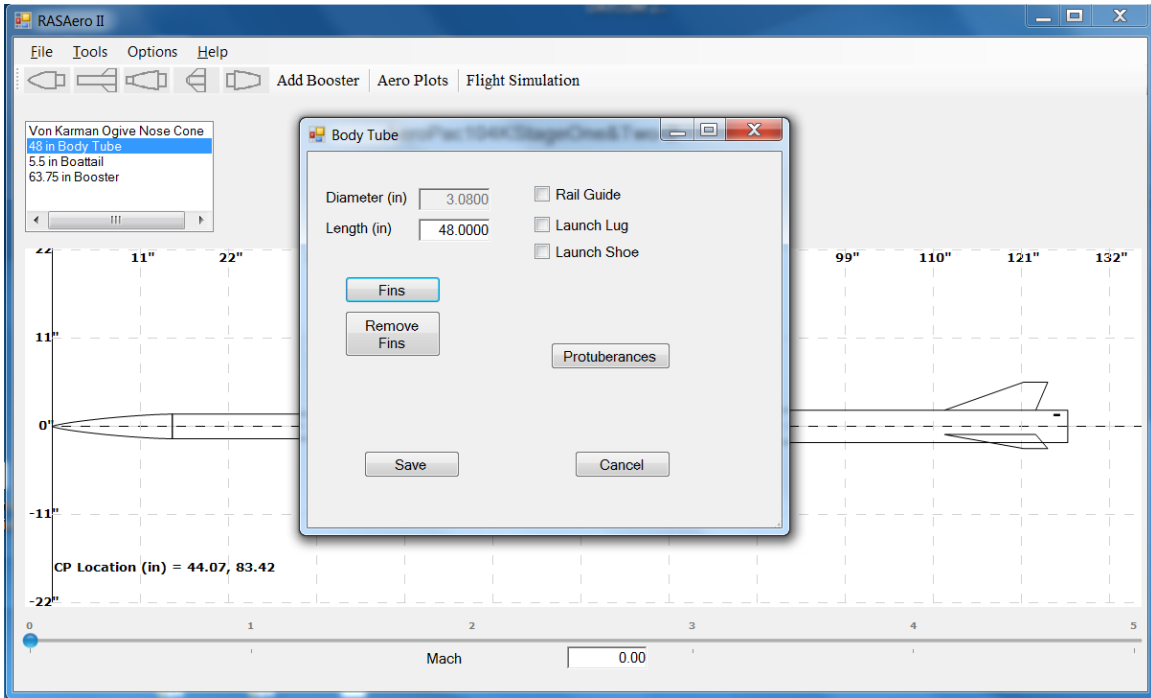 RASAero II
File Tools Options Help
Add Booster Aero Plots Flight Simulation
Von Karman Ogive Nose Cone
48 in Body Tube
5.5 in Boattail
63.75 in Booster
Body Tube
Diameter (in) 3.0800
Length (in) 48.0000
Rail Guide
Launch Lug
Launch Shoe
Fins
Remove
Fins
Protuberances
Save Cancel
22
11" 22" 99" 110" 121" 132"
11"
0"
-11"
CP Location (in) = 44.07, 83.42
-22"
0 1 2 3 4 5
Mach 0.00